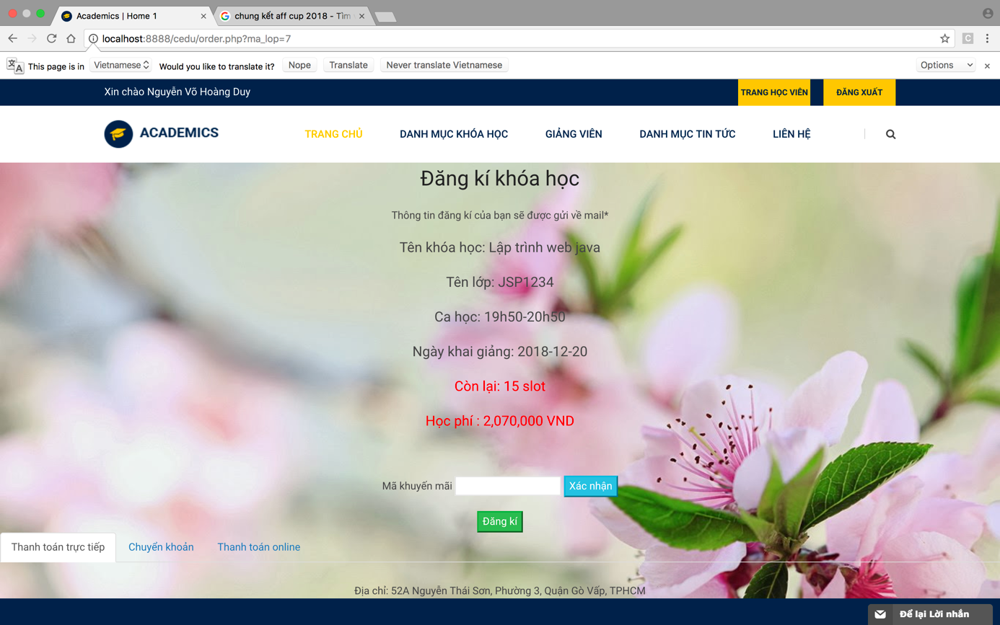 Academics | Home 1
chung kết aff cup 2018 - Tìm
localhost:8888/cedu/order.php?ma_lop=7
This page is in Vietnamese Would you like to translate it? Nope Translate Never translate Vietnamese Options
Xin chào Nguyễn Võ Hoàng Duy
TRANG HỌC VIÊN
ĐĂNG XUẤT
ACADEMICS
TRANG CHỦ
DANH MỤC KHÓA HỌC
GIẢNG VIÊN
DANH MỤC TIN TỨC
LIÊN HỆ
Đăng kí khóa học
Thông tin đăng kí của bạn sẽ được gửi về mail*
Tên khóa học: Lập trình web java
Tên lớp: JSP1234
Ca học: 19h50-20h50
Ngày khai giảng: 2018-12-20
Còn lại: 15 slot
Học phí : 2,070,000 VND
Mã khuyến mãi Xác nhận
Đăng kí
Thanh toán trực tiếp
Chuyển khoản
Thanh toán online
Địa chỉ: 52A Nguyễn Thái Sơn, Phường 3, Quận Gò Vấp, TPHCM
Để lại Lời nhắn